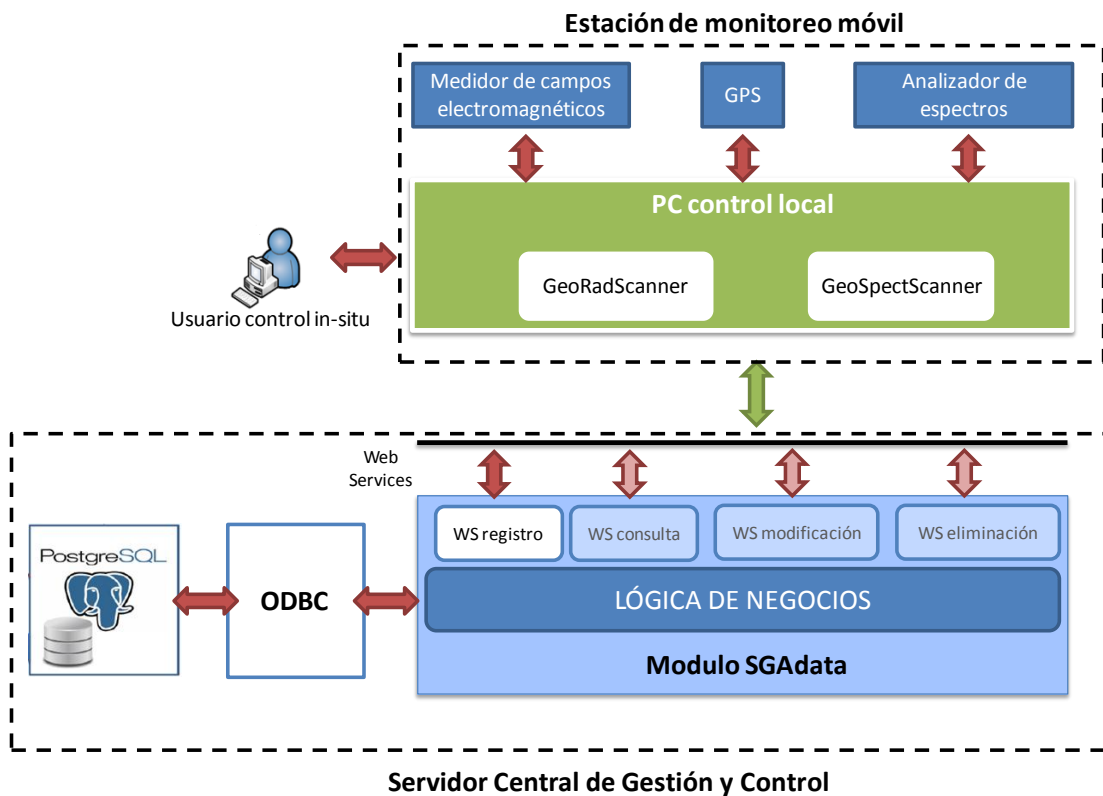 Estación de monitoreo móvil
Medidor de campos
electromagnéticos
GPS
Analizador de
espectros
PC control local
GeoRadScanner
GeoSpectScanner
Usuario control in-situ
Web
Services
WS registro
WS consulta
WS modificación
WS eliminación
PostgreSQL
ODBC
LÓGICA DE NEGOCIOS
Modulo SGAdata
Servidor Central de Gestión y Control